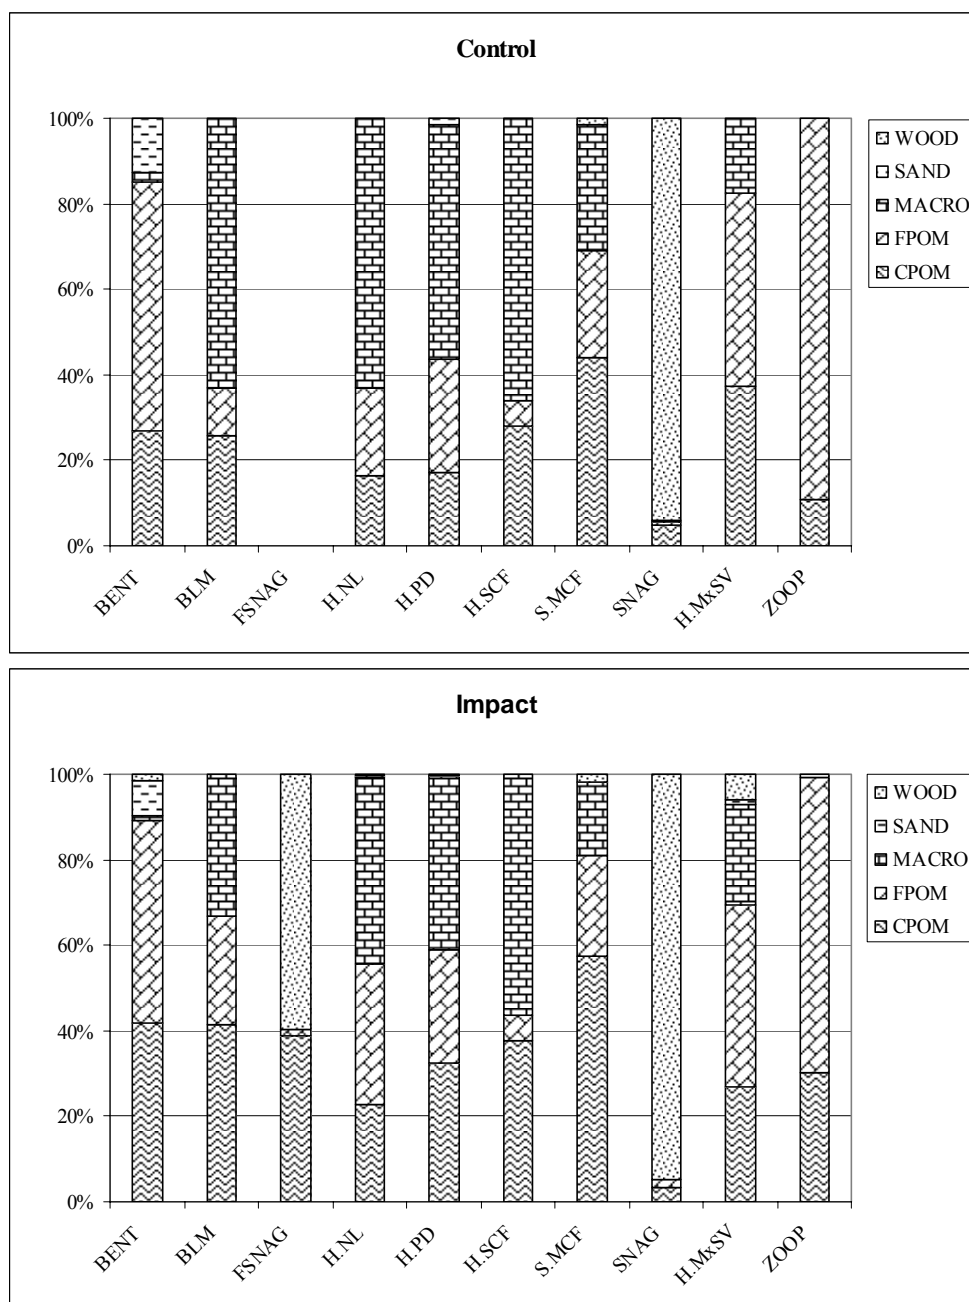 Control
100%
80%
60%
40%
20%
0%
BENT
BLM
FSNAG
H.NL
H.PD
H.SCF
S.MCF
SNAG
H.MxSV
ZOOP
WOOD
SAND
MACRO
FPOM
CPOM
Impact
100%
80%
60%
40%
20%
0%
BENT
BLM
FSNAG
H.NL
H.PD
H.SCF
S.MCF
SNAG
H.MxSV
ZOOP
WOOD
SAND
MACRO
FPOM
CPOM